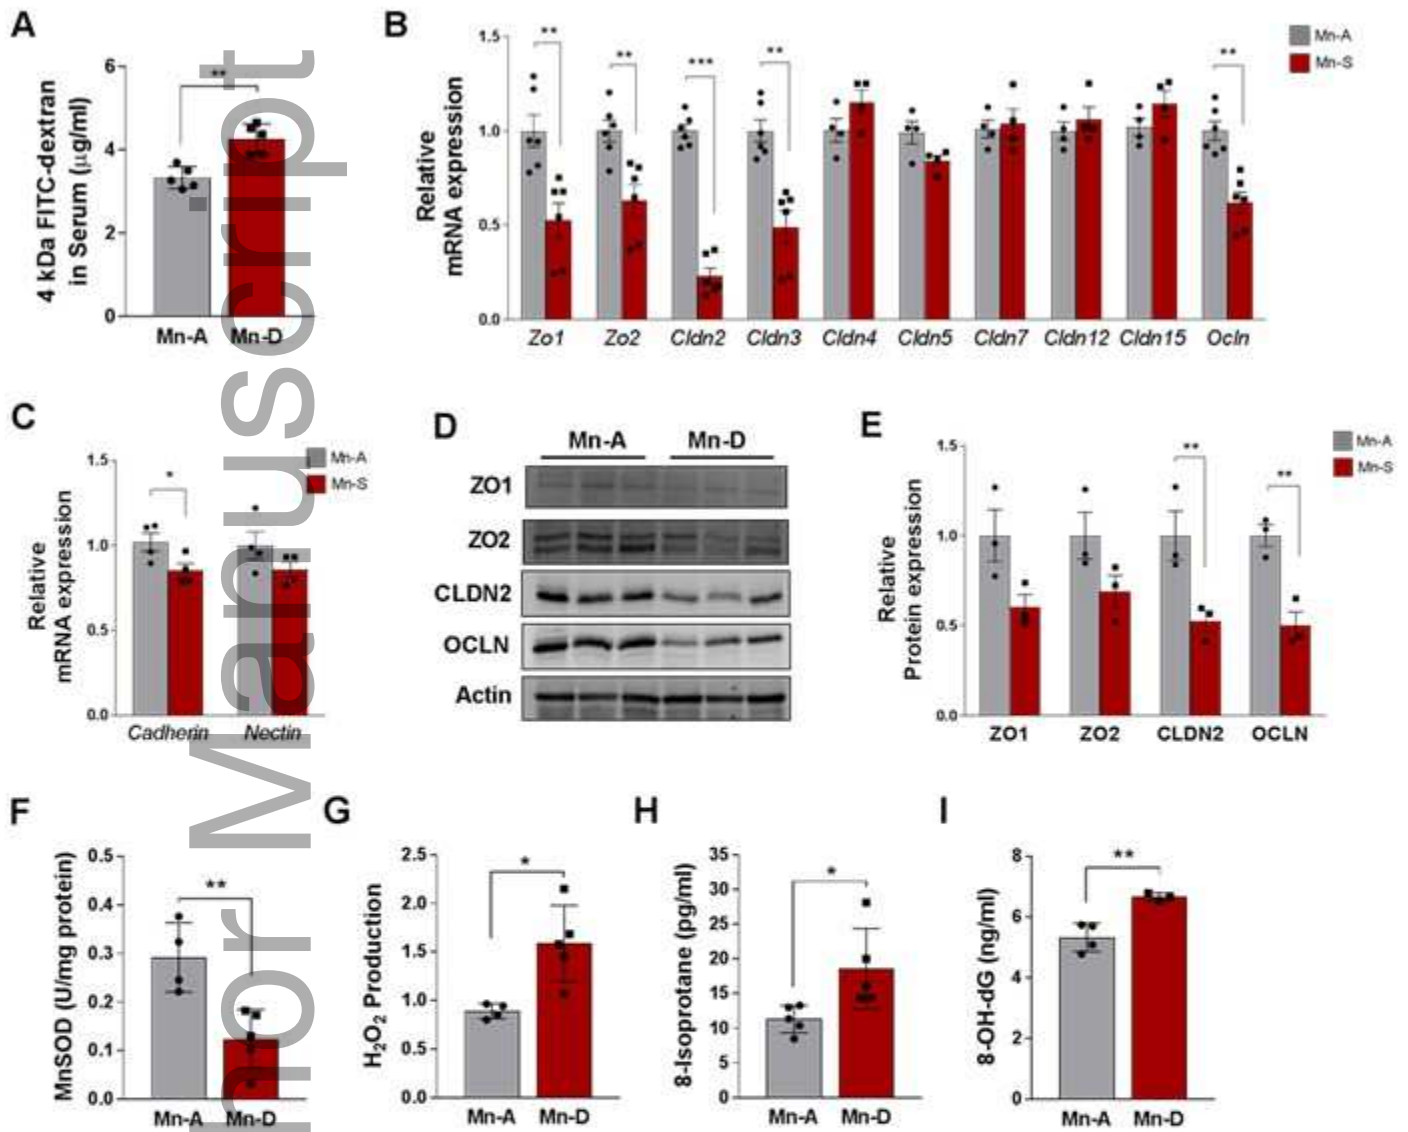 A
4 kDa FITC-dextran
in Serum (µg/ml)
6
4
2
0
**
Mn-A Mn-D
B
Relative
mRNA expression
1.5
1.0
0.5
0.0
** ** *** ** **
Zo1 Zo2 Cldn2 Cldn3 Cldn4 Cldn5 Cldn7 Cldn12 Cldn15 Ocln
Mn-A
Mn-S
C
Relative
mRNA expression
1.5
1.0
0.5
0.0
*
Cadherin Nectin
Mn-A
Mn-S
D
Mn-A Mn-D
ZO1
ZO2
CLDN2
OCLN
Actin
E
Relative
Protein expression
1.5
1.0
0.5
0.0
** **
ZO1 ZO2 CLDN2 OCLN
Mn-A
Mn-S
F
MnSOD (U/mg protein)
0.5
0.4
0.3
0.2
0.1
0.0
**
Mn-A Mn-D
G
H2O2 Production
2.5
2.0
1.5
1.0
0.5
0.0
*
Mn-A Mn-D
H
8-Isoprotane (pg/ml)
35
30
25
20
15
10
5
0
*
Mn-A Mn-D
I
8-OH-dG (ng/ml)
8
6
4
2
0
**
Mn-A Mn-D
hor Manuscript